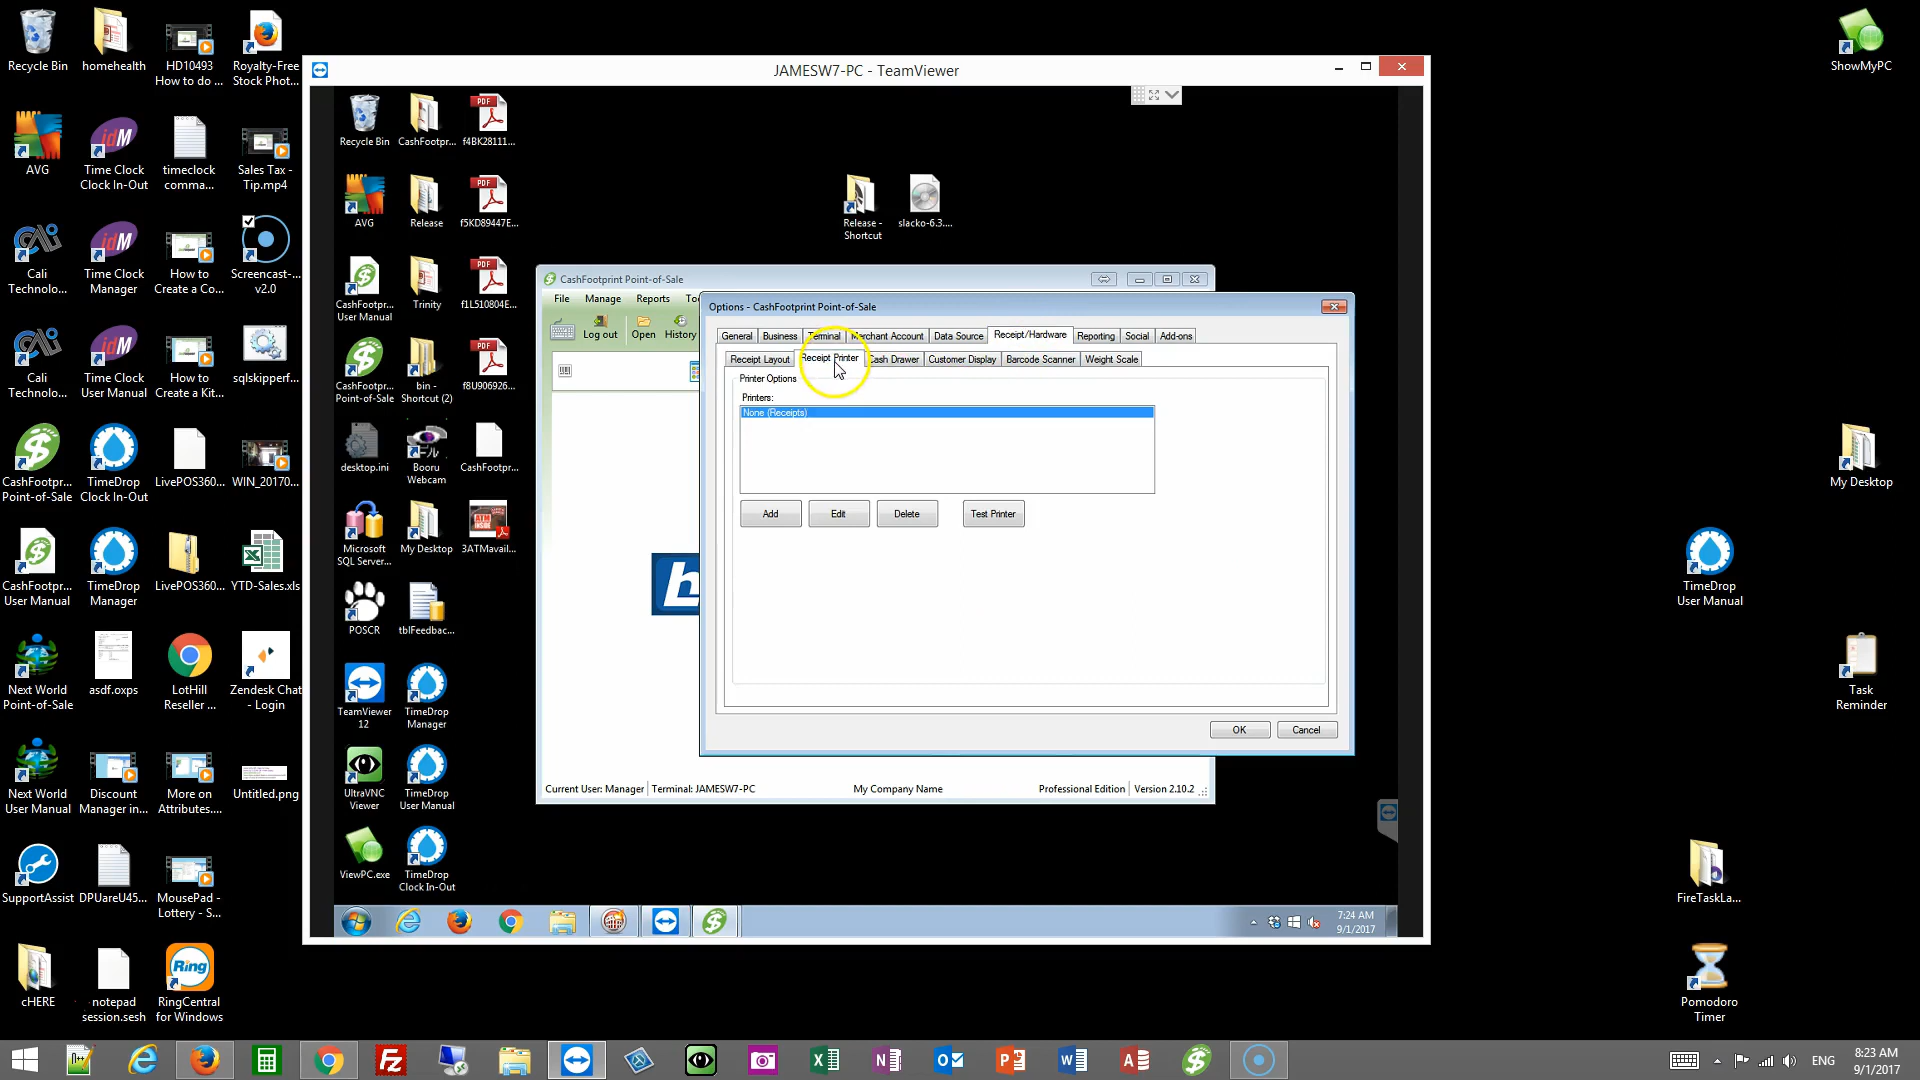 Recycle Bin
homehealth
HD10493
How to do ...
Royalty-Free
Stock Phot...
AVG
Time Clock
Clock In-Out
timeclock
comma...
Sales Tax -
Tip.mp4
Cali
Technolo...
Time Clock
Manager
How to
Create a Co...
Screencast-...
v2.0
Cali
Technolo...
Time Clock
User Manual
How to
Create a Kit...
sqlskipperf...
CashFootpr...
Point-of-Sale
TimeDrop
Clock In-Out
LivePOS360...
WIN_20170...
CashFootpr...
User Manual
TimeDrop
Manager
LivePOS360...
YTD-Sales.xls
Next World
Point-of-Sale
asdf.oxps
LotHill
Reseller ...
Zendesk Chat
- Login
Next World
User Manual
Discount
Manager in...
More on
Attributes....
Untitled.png
SupportAssist
DPUareU45...
MousePad -
Lottery - S...
cHERE
notepad
session.sesh
Ring
RingCentral
for Windows
JAMESW7-PC - TeamViewer
Recycle Bin
CashFootpr...
f4BK28111...
AVG
Release
f5KD89447E...
CashFootpr...
User Manual
Trinity
f1L510804E...
CashFootpr...
Point-of-Sale
bin -
Shortcut (2)
f8U906926...
desktop.ini
Booru
Webcam
CashFootpr...
Microsoft
SQL Server...
My Desktop
3ATMavail...
POSCR
tblFeedbac...
TeamViewer
12
TimeDrop
Manager
UltraVNC
Viewer
TimeDrop
User Manual
ViewPC.exe
TimeDrop
Clock In-Out
Release -
Shortcut
slacko-6.3....
CashFootprint Point-of-Sale
File Manage Reports To
Log out Open History
Current User: Manager Terminal: JAMESW7-PC My Company Name Professional Edition Version 2.10.2
Options - CashFootprint Point-of-Sale
General Business Terminal Merchant Account Data Source Receipt/Hardware Reporting Social Add-ons
Receipt Layout Receipt Printer Cash Drawer Customer Display Barcode Scanner Weight Scale
Printer Options
Printers:
None (Receipts)
Add Edit Delete Test Printer
OK Cancel
7:24 AM
9/1/2017
ShowMyPC
My Desktop
TimeDrop
User Manual
Task
Reminder
FireTaskLa...
Pomodoro
Timer
ENG
8:23 AM
9/1/2017